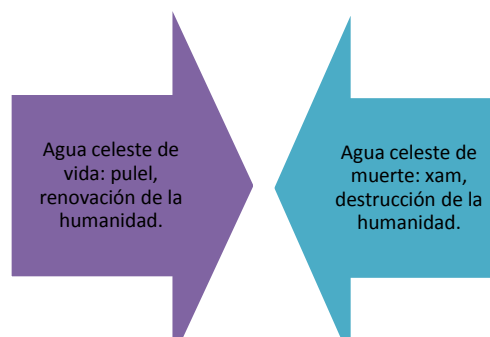 Agua celeste de
vida: pulel,
renovación de la
humanidad.
Agua celeste de
muerte: xam,
destrucción de la
humanidad.